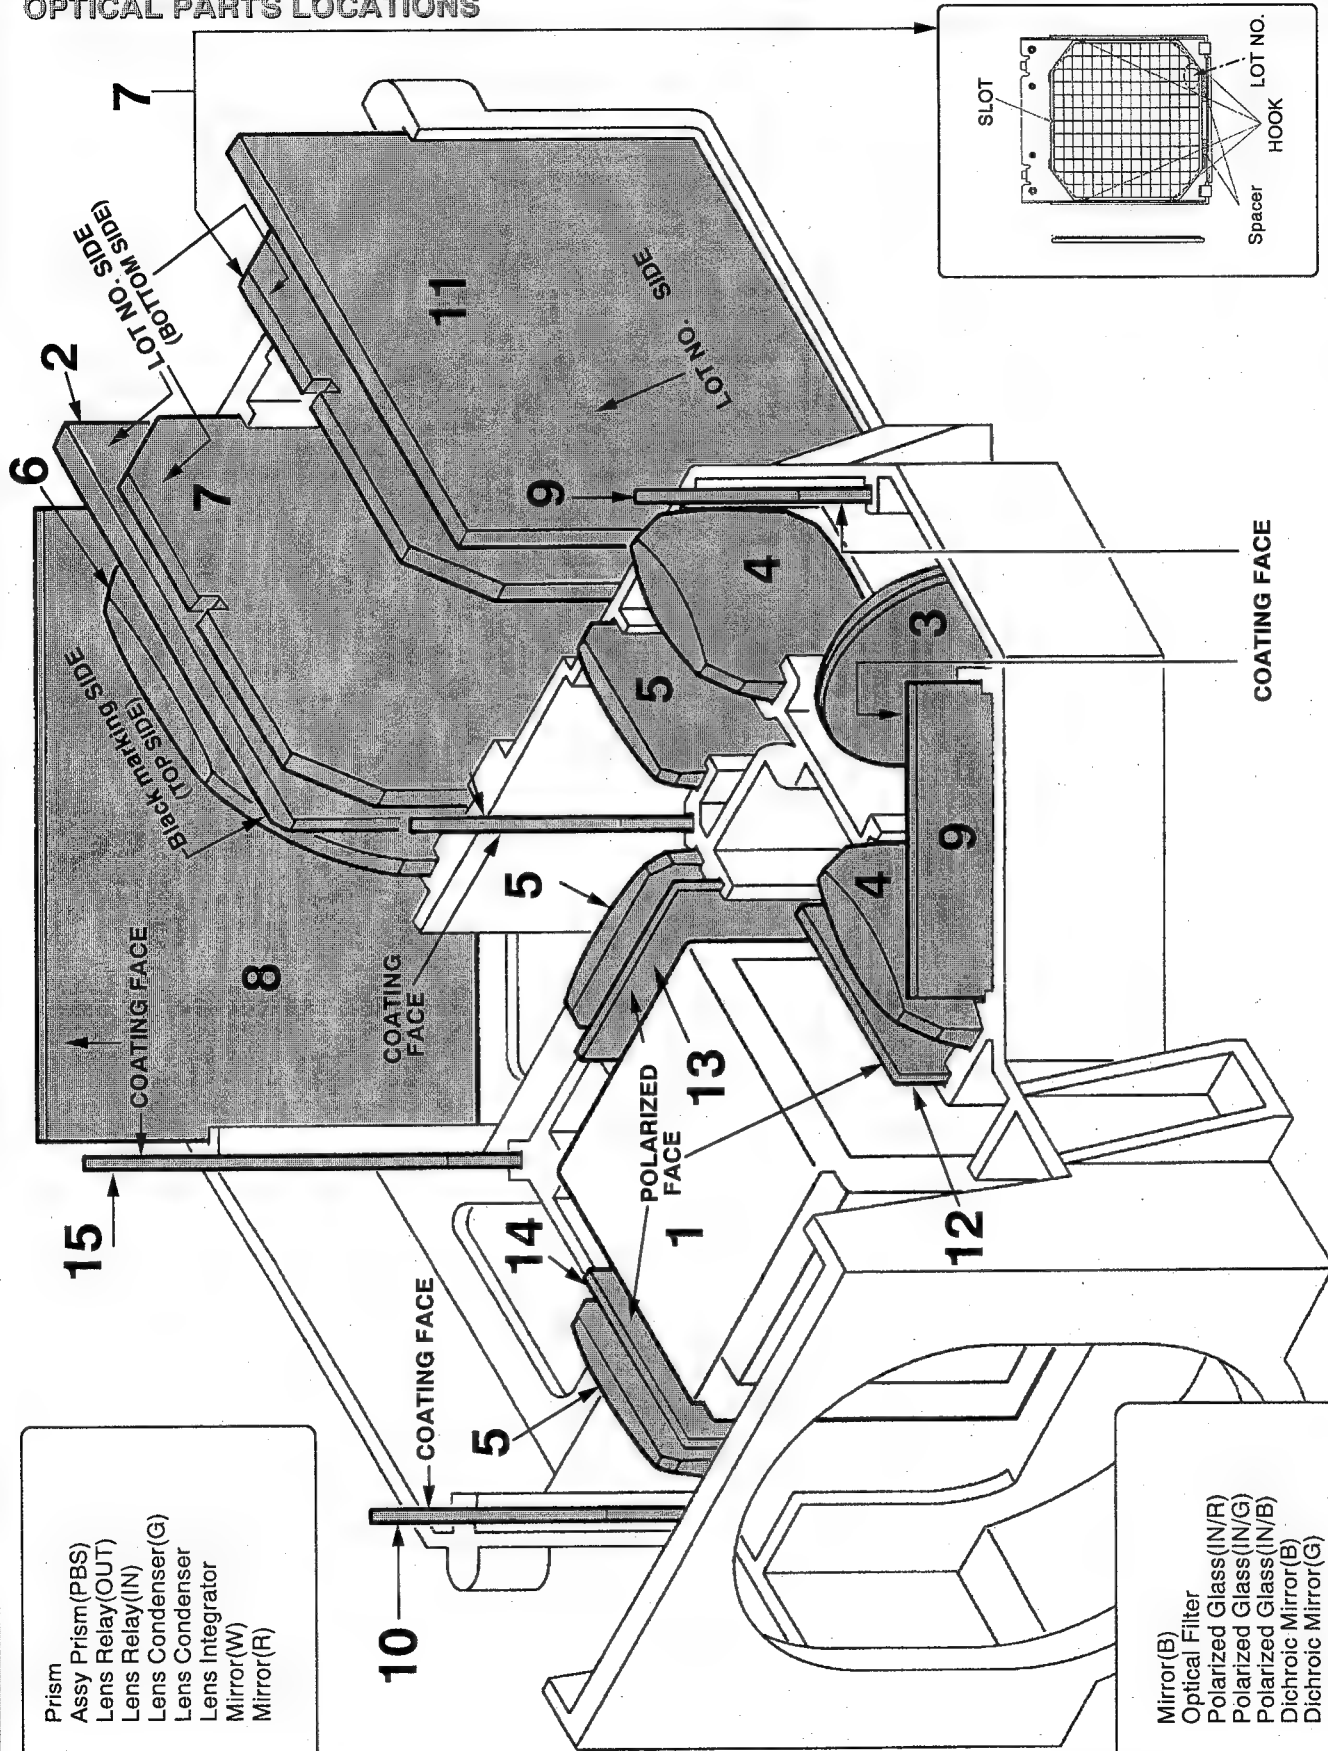 OPTICAL PARTS LOCATIONS
7
SLOT
LOT NO.
HOOK
Spacer
LOT NO. SIDE
(BOTTOM SIDE)
2
6
7
11
LOT NO. SIDE
9
4
3
5
COATING FACE
Black marking SIDE
(TOP SIDE)
8
COATING FACE
COATING
FACE
5
4
9
13
POLARIZED
FACE
1
12
15
14
5
COATING FACE
10
Prism
Assy Prism(PBS)
Lens Relay(OUT)
Lens Relay(IN)
Lens Condenser(G)
Lens Condenser
Lens Integrator
Mirror(W)
Mirror(R)
Mirror(B)
Optical Filter
Polarized Glass(IN/R)
Polarized Glass(IN/G)
Polarized Glass(IN/B)
Dichroic Mirror(B)
Dichroic Mirror(G)